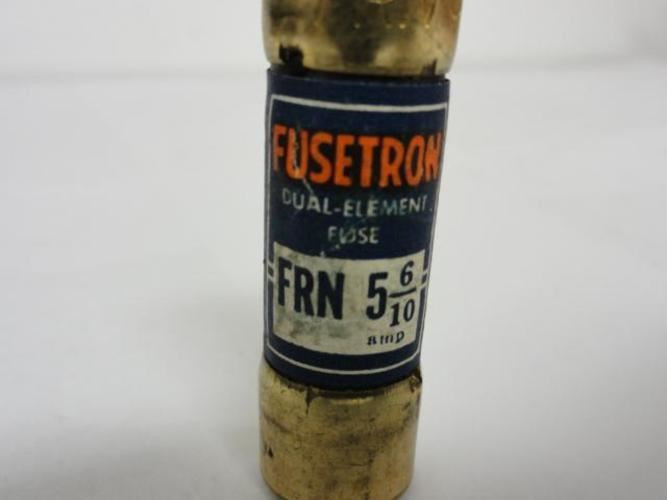 FUSETRON
DUAL-ELEMENT
FUSE
FRN 5 6/10
amp